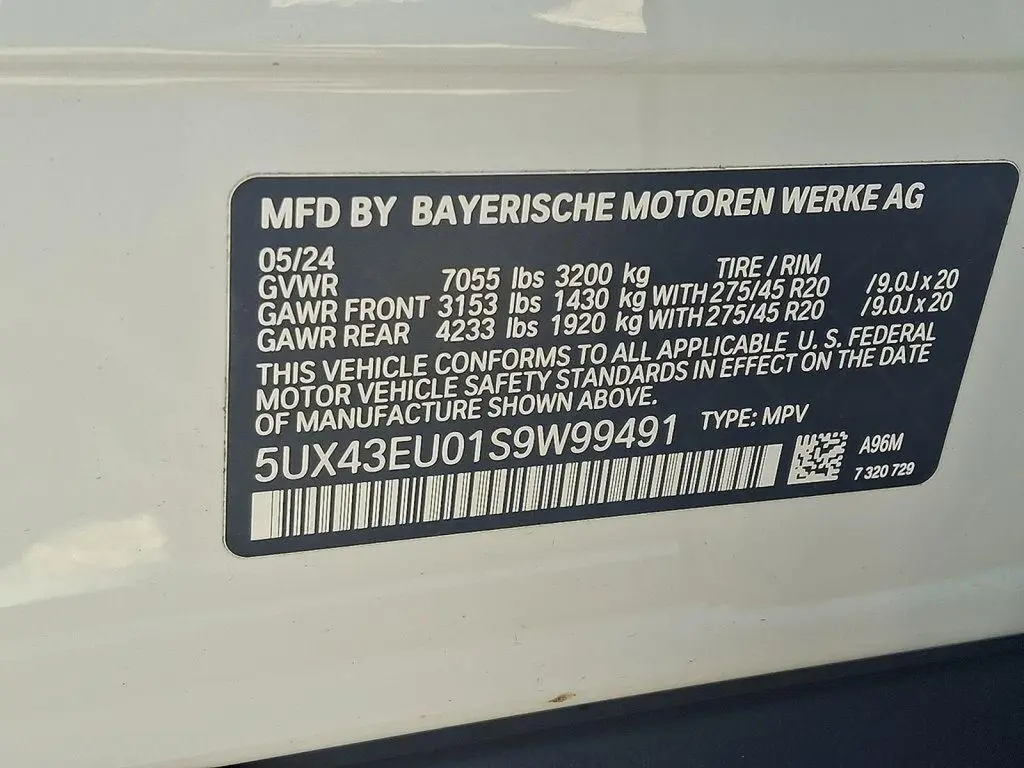 MFD BY BAYERISCHE MOTOREN WERKE AG
05/24
GVWR 7055 lbs 3200 kg TIRE / RIM
GAWR FRONT 3153 lbs 1430 kg WITH 275/45 R20 /9.0J x 20
GAWR REAR 4233 lbs 1920 kg WITH 275/45 R20 /9.0J x 20
THIS VEHICLE CONFORMS TO ALL APPLICABLE U. S. FEDERAL
MOTOR VEHICLE SAFETY STANDARDS IN EFFECT ON THE DATE
OF MANUFACTURE SHOWN ABOVE.
5UX43EU01S9W99491 TYPE: MPV
A96M
7 320 729